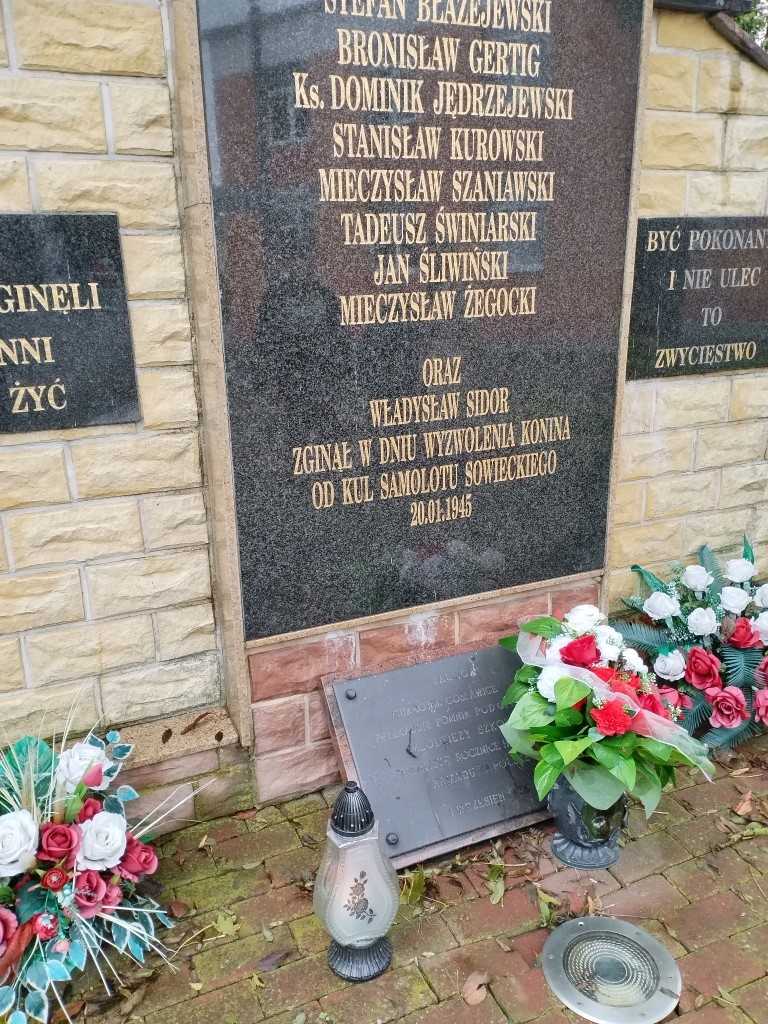 STEFAN BŁAŻEJEWSKI
BRONISŁAW GERTIG
Ks. DOMINIK JĘDRZEJEWSKI
STANISŁAW KUROWSKI
MIECZYSŁAW SZANIAWSKI
TADEUSZ ŚWINIARSKI
JAN ŚLIWIŃSKI
MIECZYSŁAW ŻEGOCKI
ORAZ
WŁADYSŁAW SIDOR
ZGINĄŁ W DNIU WYZWOLENIA KONINA
OD KUL SAMOLOTU SOWIECKIEGO
20.01.1945
GINĘLI
NNI
ŻYĆ
BYĆ POKONAN
I NIE ULEC
TO
ZWYCIĘSTWO